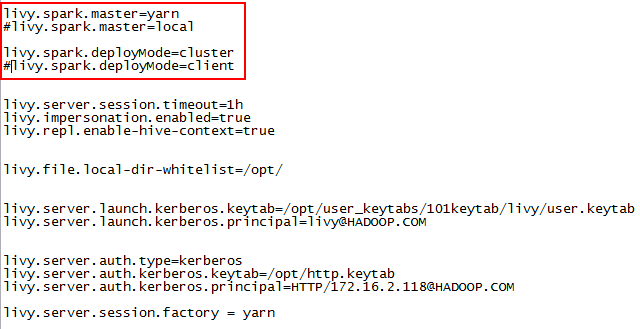 livy.spark.master=yarn
#livy.spark.master=local
livy.spark.deployMode=cluster
#livy.spark.deployMode=client
livy.server.session.timeout=1h
livy.impersonation.enabled=true
livy.repl.enable-hive-context=true
livy.file.local-dir-whitelist=/opt/
livy.server.launch.kerberos.keytab=/opt/user_keytabs/101keytab/livy/user.keytab
livy.server.launch.kerberos.principal=livy@HADOOP.COM
livy.server.auth.type=kerberos
livy.server.auth.kerberos.keytab=/opt/http.keytab
livy.server.auth.kerberos.principal=HTTP/172.16.2.118@HADOOP.COM
livy.server.session.factory = yarn